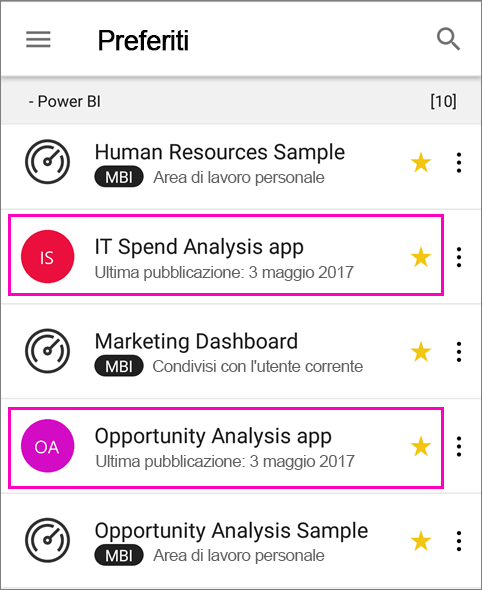 Preferiti
- Power BI [10]
Human Resources Sample
MBI Area di lavoro personale
IS IT Spend Analysis app
Ultima pubblicazione: 3 maggio 2017
Marketing Dashboard
MBI Condivisi con l'utente corrente
OA Opportunity Analysis app
Ultima pubblicazione: 3 maggio 2017
Opportunity Analysis Sample
MBI Area di lavoro personale